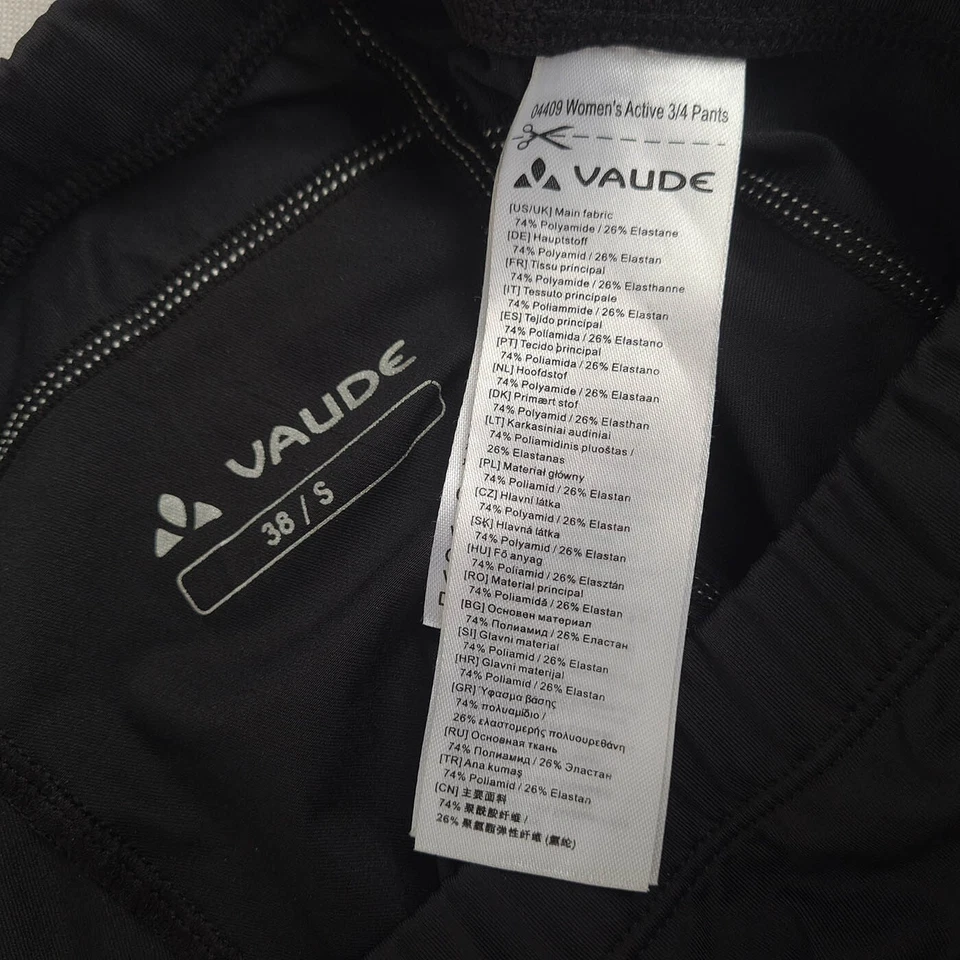 04409 Women's Active 3/4 Pants
VAUDE
[US/UK] Main fabric
74% Polyamide / 26% Elastane
[DE] Hauptstoff
74% Polyamid / 26% Elastan
[FR] Tissu principal
74% Polyamide / 26% Elasthanne
[IT] Tessuto principale
74% Poliammide / 26% Elastan
[ES] Tejido principal
74% Poliamida / 26% Elastano
[PT] Tecido principal
74% Poliamida / 26% Elastano
[NL] Hoofdstof
74% Polyamide / 26% Elastaan
[DK] Primært stof
74% Polyamid / 26% Elasthan
[LT] Karkasiniai audiniai
74% Poliamidinis pluoštas /
26% Elastanas
[PL] Materiał główny
74% Poliamid / 26% Elastan
[CZ] Hlavní látka
74% Polyamid / 26% Elastan
[SK] Hlavná látka
74% Polyamid / 26% Elastan
[HU] Fő anyag
74% Poliamid / 26% Elasztán
[RO] Material principal
74% Poliamidă / 26% Elastan
[BG] Основен материал
74% Полиамид / 26% Еластан
[SI] Glavni material
74% Poliamid / 26% Elastan
[HR] Glavni materijal
74% Poliamid / 26% Elastan
[GR] Ύφασμα βάσης
74% πολυαμίδιο /
26% ελαστομερής πολυουρεθάνη
[RU] Основная ткань
74% Полиамид / 26% Эластан
[TR] Ana kumaş
74% Poliamid / 26% Elastan
[CN] 主要面料
74% 聚酰胺纤维 /
26% 聚氨酯弹性纤维 (氨纶)
VAUDE
38 / S